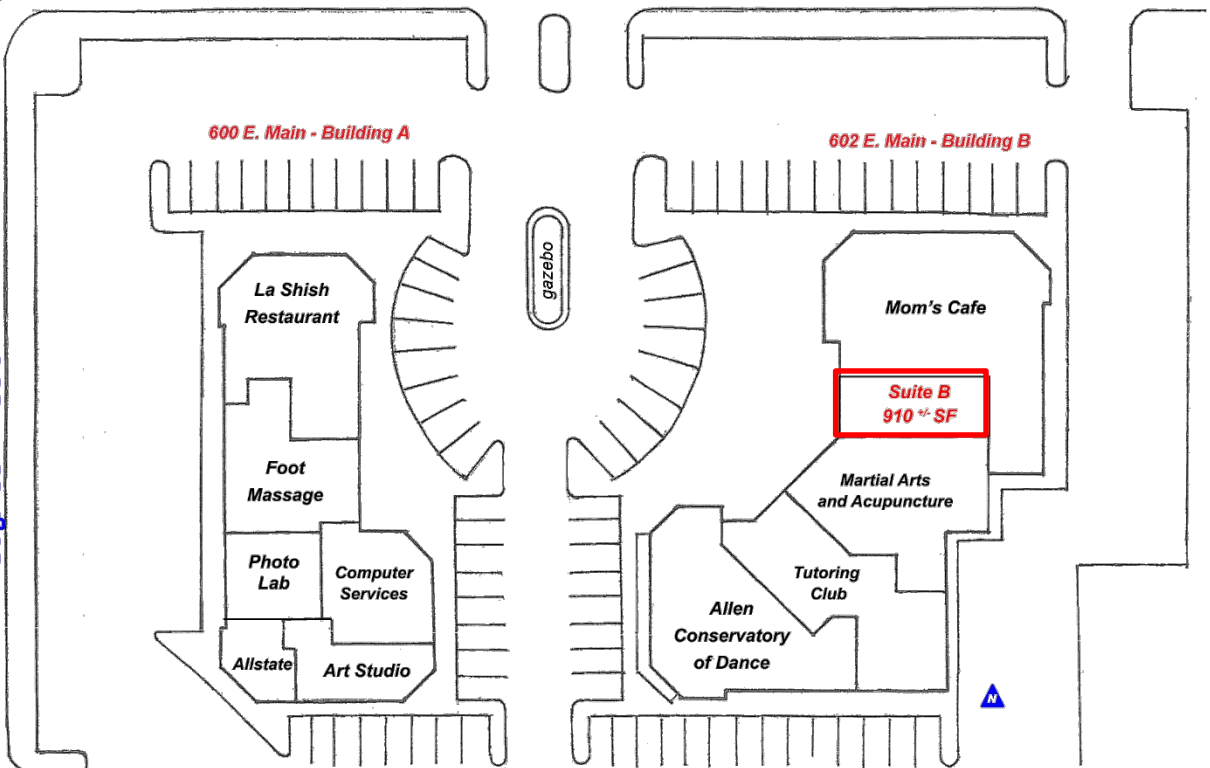 600 E. Main - Building A
602 E. Main - Building B
gazebo
La Shish
Restaurant
Mom's Cafe
Suite B
910 +/- SF
Foot
Massage
Martial Arts
and Acupuncture
Photo
Lab
Computer
Services
Tutoring
Club
Allen
Conservatory
of Dance
Allstate
Art Studio
N